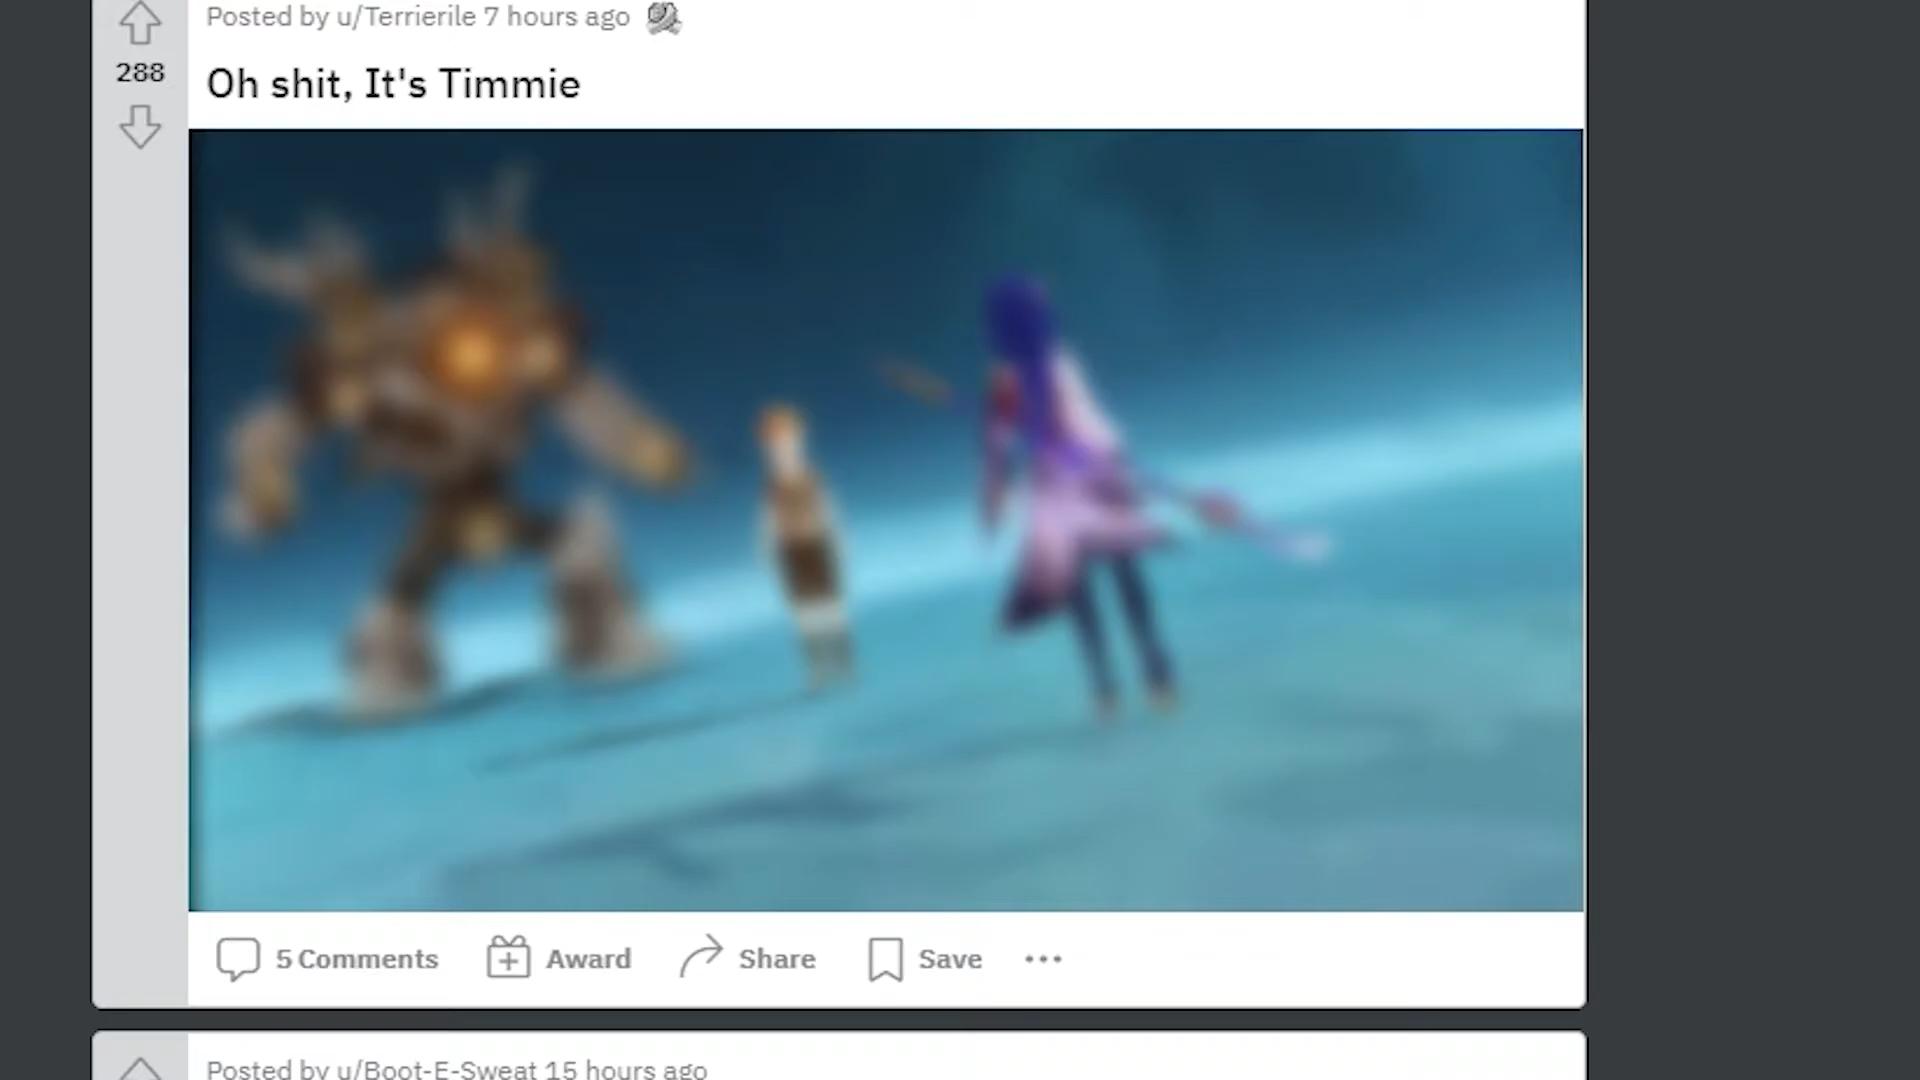 Posted by u/Terrierile 7 hours ago
288
Oh shit, It's Timmie
5 Comments
Award
Share
Save
Posted by u/Boot-E-Sweat 15 hours ago